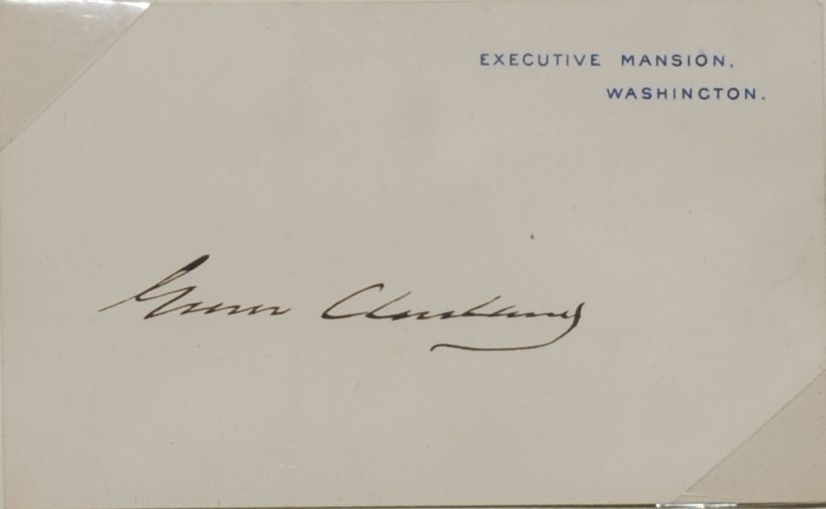 EXECUTIVE MANSION,
WASHINGTON.
Grover Cleveland